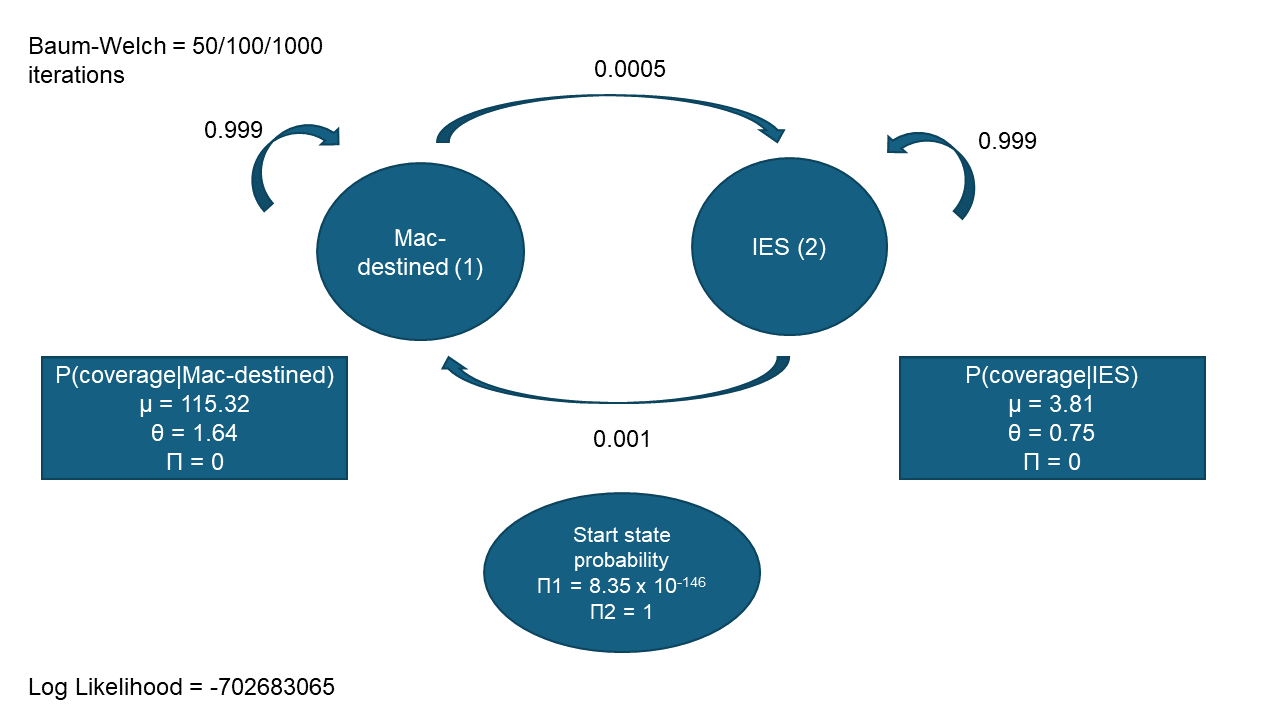 Baum-Welch = 50/100/1000
iterations
0.0005
0.999
0.999
Mac-
destined (1)
IES (2)
P(coverage|Mac-destined)
μ = 115.32
θ = 1.64
Π = 0
P(coverage|IES)
μ = 3.81
θ = 0.75
Π = 0
0.001
Start state
probability
Π1 = 8.35 x 10⁻¹⁴⁶
Π2 = 1
Log Likelihood = -702683065